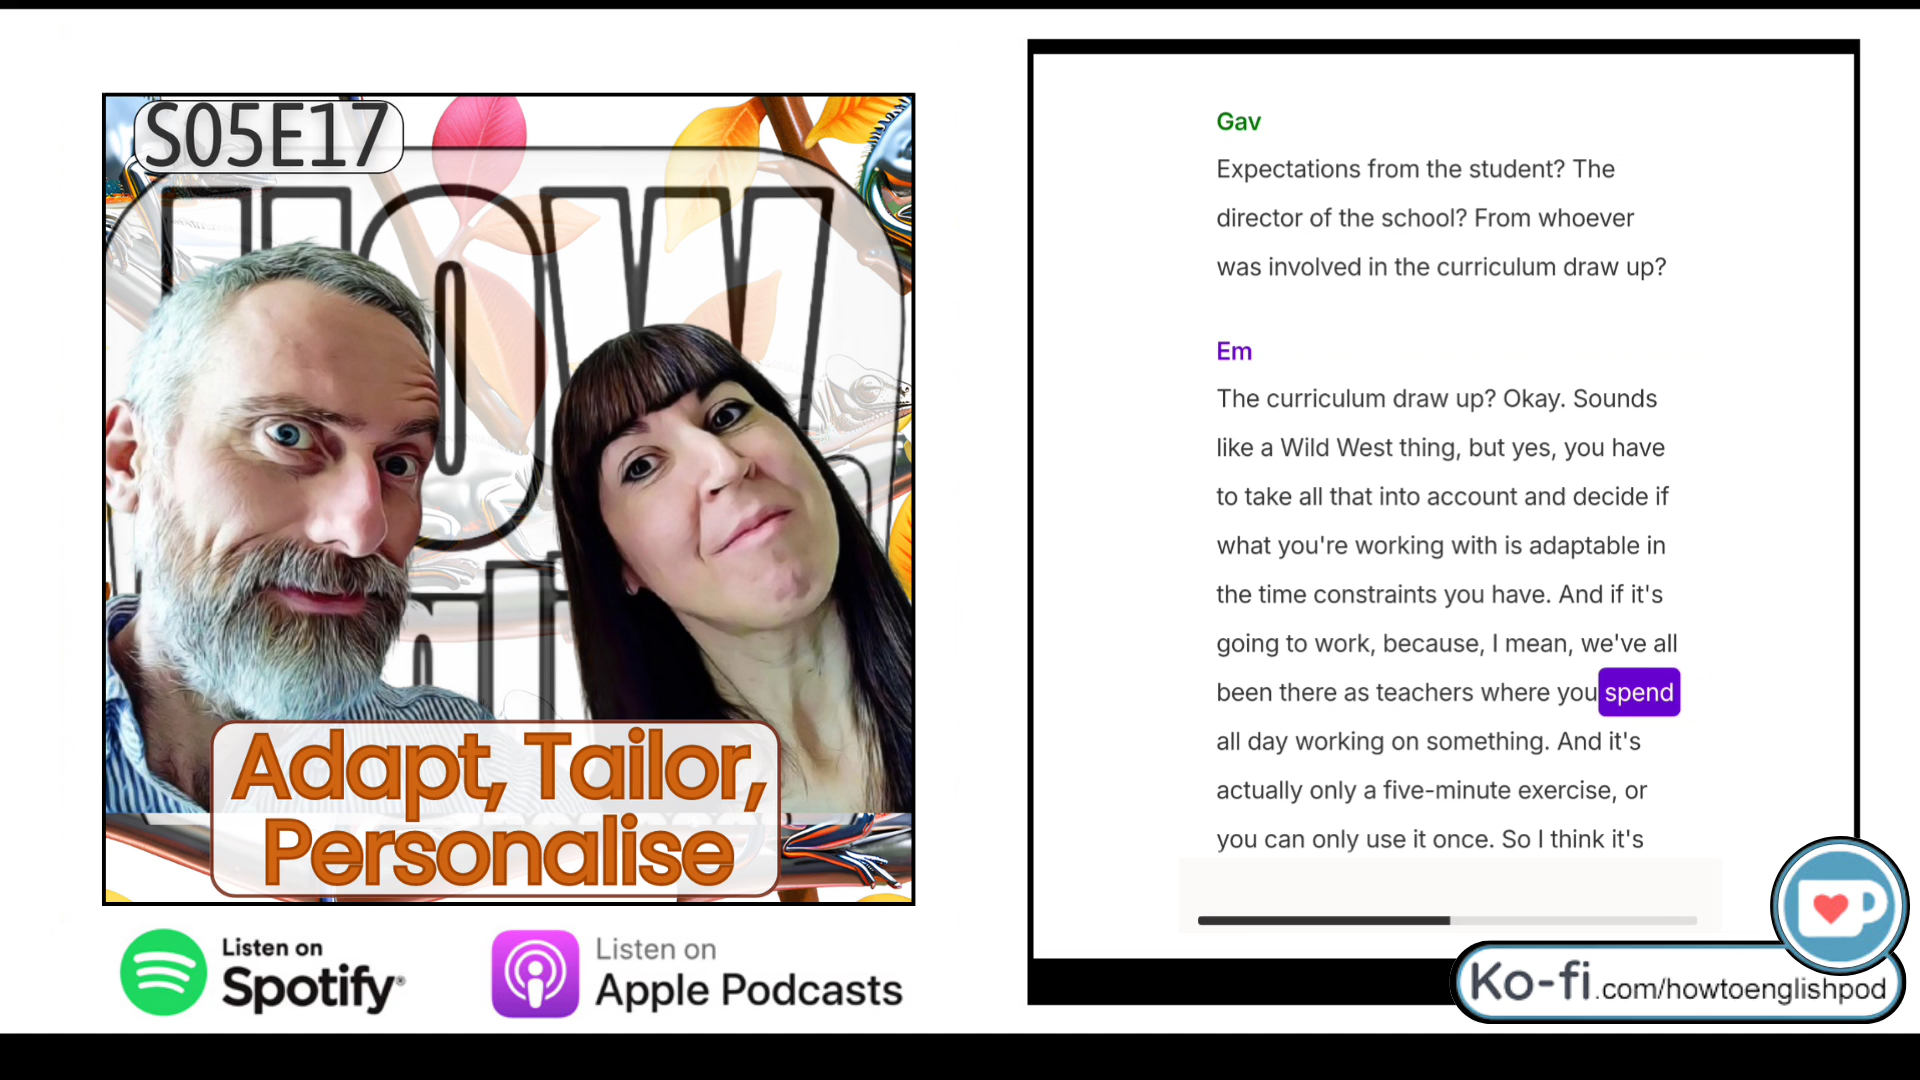 S05E17
HOW
Adapt, Tailor,
Personalise
Listen on
Spotify®
Listen on
Apple Podcasts
Gav
Expectations from the student? The
director of the school? From whoever
was involved in the curriculum draw up?
Em
The curriculum draw up? Okay. Sounds
like a Wild West thing, but yes, you have
to take all that into account and decide if
what you're working with is adaptable in
the time constraints you have. And if it's
going to work, because, I mean, we've all
been there as teachers where you spend
all day working on something. And it's
actually only a five-minute exercise, or
you can only use it once. So I think it's
Ko-fi.com/howtoenglishpod